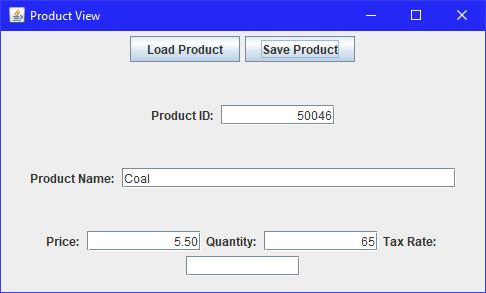 Product View
Load Product Save Product
Product ID: 50046
Product Name: Coal
Price: 5.50 Quantity: 65 Tax Rate: